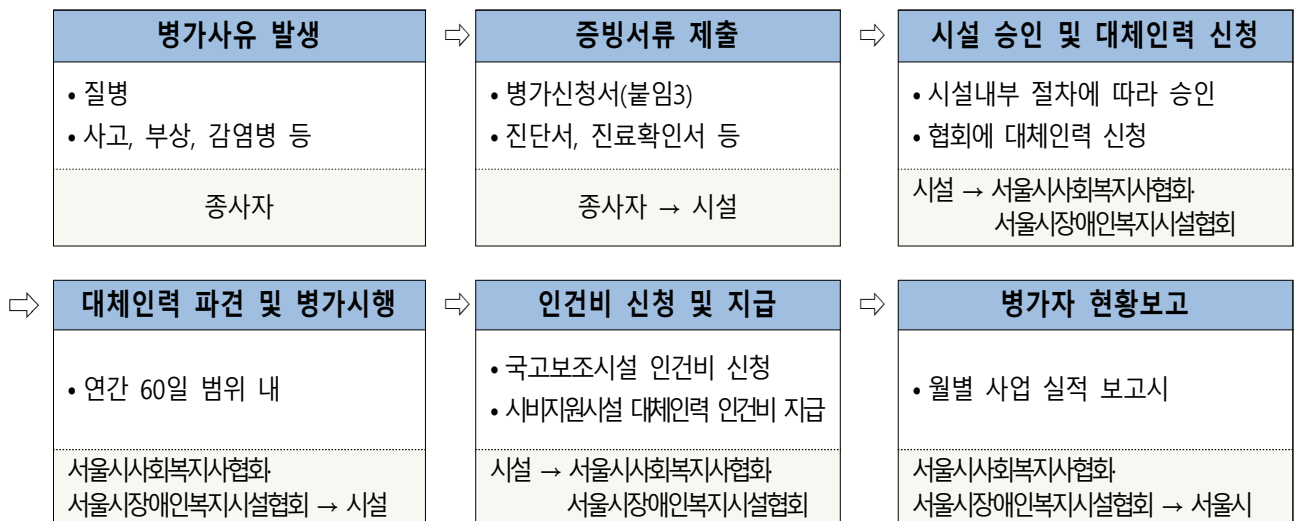 병가사유 발생
• 질병
• 사고, 부상, 감염병 등
종사자
⇨
증빙서류 제출
• 병가신청서(붙임3)
• 진단서, 진료확인서 등
종사자 → 시설
⇨
시설 승인 및 대체인력 신청
• 시설내부 절차에 따라 승인
• 협회에 대체인력 신청
시설 → 서울시사회복지사협회·
서울시장애인복지시설협회
⇨
대체인력 파견 및 병가시행
• 연간 60일 범위 내
서울시사회복지사협회·
서울시장애인복지시설협회 → 시설
⇨
인건비 신청 및 지급
• 국고보조시설 인건비 신청
• 시비지원시설 대체인력 인건비 지급
시설 → 서울시사회복지사협회·
서울시장애인복지시설협회
⇨
병가자 현황보고
• 월별 사업 실적 보고시
서울시사회복지사협회·
서울시장애인복지시설협회 → 서울시